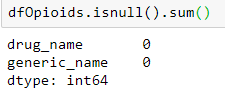 dfOpioids.isnull().sum()
drug_name 0
generic_name 0
dtype: int64